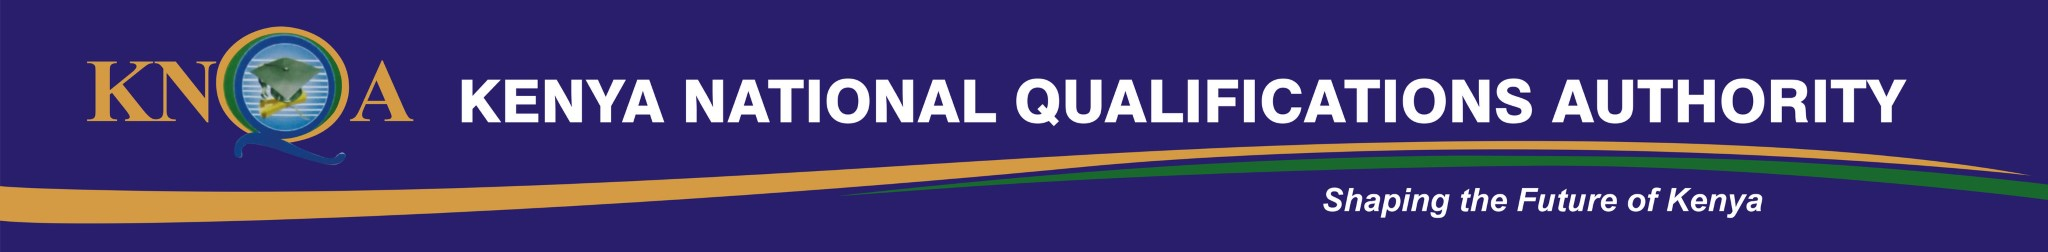 KNQA
KENYA NATIONAL QUALIFICATIONS AUTHORITY
Shaping the Future of Kenya